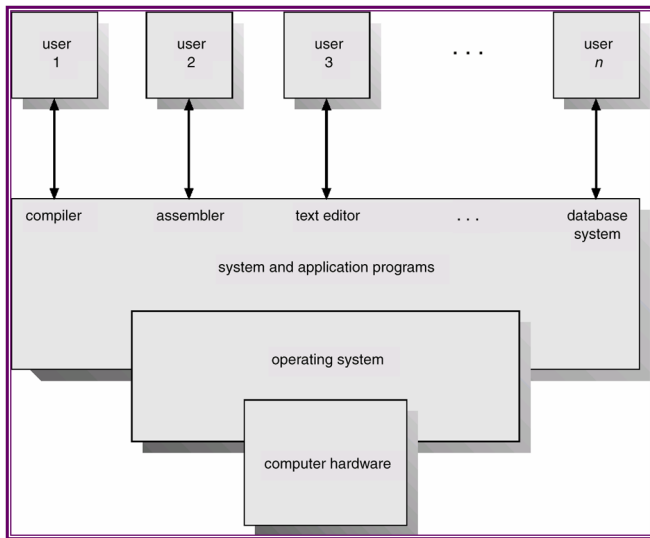 user
1
user
2
user
3
. . .
user
n
compiler
assembler
text editor
. . .
database
system
system and application programs
operating system
computer hardware